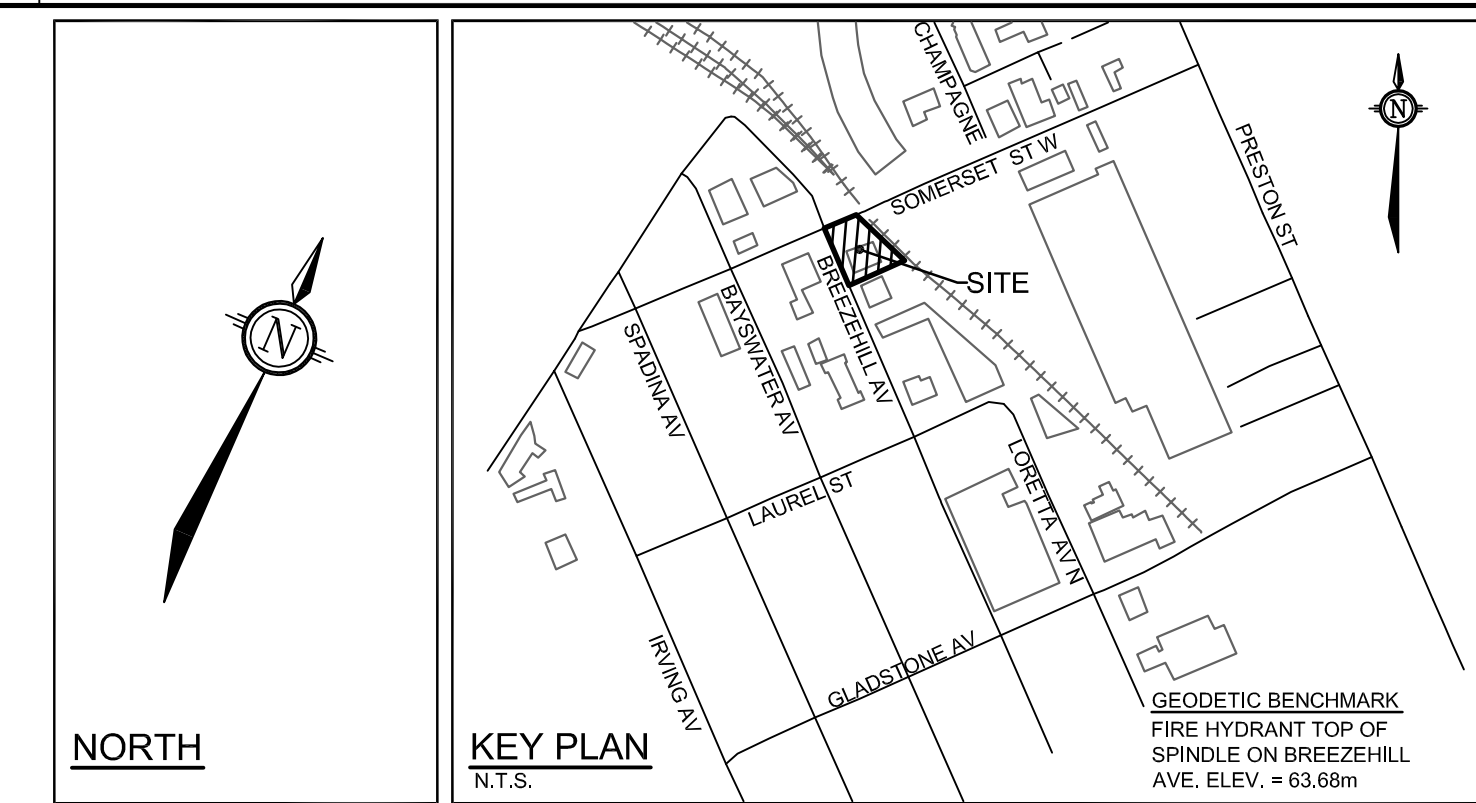 N
NORTH
CHAMPAGNE
SOMERSET ST W
PRESTON ST
N
SITE
BREEZEHILL AV
BAYSWATER AV
SPADINA AV
LAUREL ST
LORETTA AV N
IRVING AV
GLADSTONE AV
KEY PLAN
N.T.S.
GEODETIC BENCHMARK
FIRE HYDRANT TOP OF
SPINDLE ON BREEZEHILL
AVE. ELEV. = 63.68m